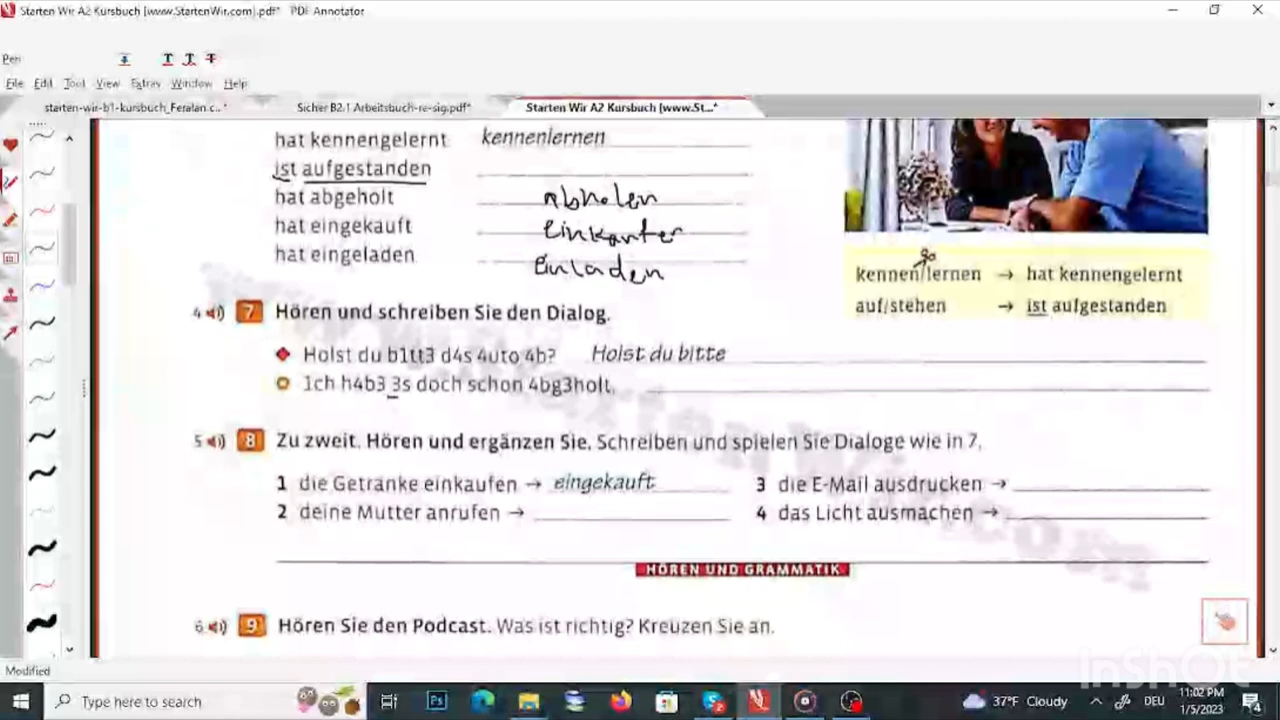 Starten Wir A2 Kursbuch [www.StartenWir.com].pdf* PDF Annotator
Pen
File Edit Tool View Extras Window Help
starten-wir-b1-kursbuch_Feralan.c...* Sicher B2.1 Arbeitsbuch-re-sig.pdf* Starten Wir A2 Kursbuch [www.St...*
hat kennengelernt kennenlernen
ist aufgestanden
hat abgeholt abholen
hat eingekauft
hat eingeladen einladen
kennen/lernen → hat kennengelernt
auf/stehen → ist aufgestanden
4 7 Hören und schreiben Sie den Dialog.
Holst du b1tt3 d4s 4uto 4b? Holst du bitte
1ch h4b3 3s doch schon 4bg3holt.
5 8 Zu zweit. Hören und ergänzen Sie. Schreiben und spielen Sie Dialoge wie in 7.
1 die Getränke einkaufen → eingekauft
2 deine Mutter anrufen →
3 die E-Mail ausdrucken →
4 das Licht ausmachen →
HÖREN UND GRAMMATIK
6 9 Hören Sie den Podcast. Was ist richtig? Kreuzen Sie an.
Modified
InShOt
Type here to search
37°F Cloudy
DEU
11:02 PM
1/5/2023